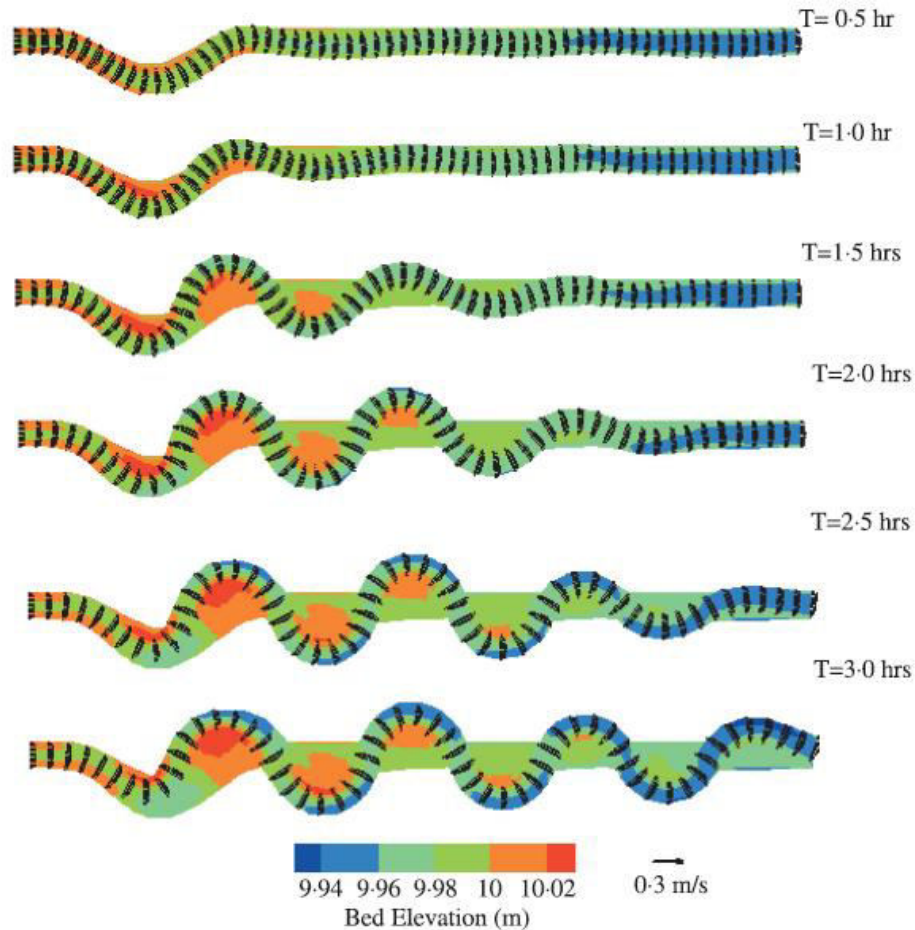 T= 0·5 hr
T=1·0 hr
T=1·5 hrs
T=2·0 hrs
T=2·5 hrs
T=3·0 hrs
9·94 9·96 9·98 10 10·02
0·3 m/s
Bed Elevation (m)